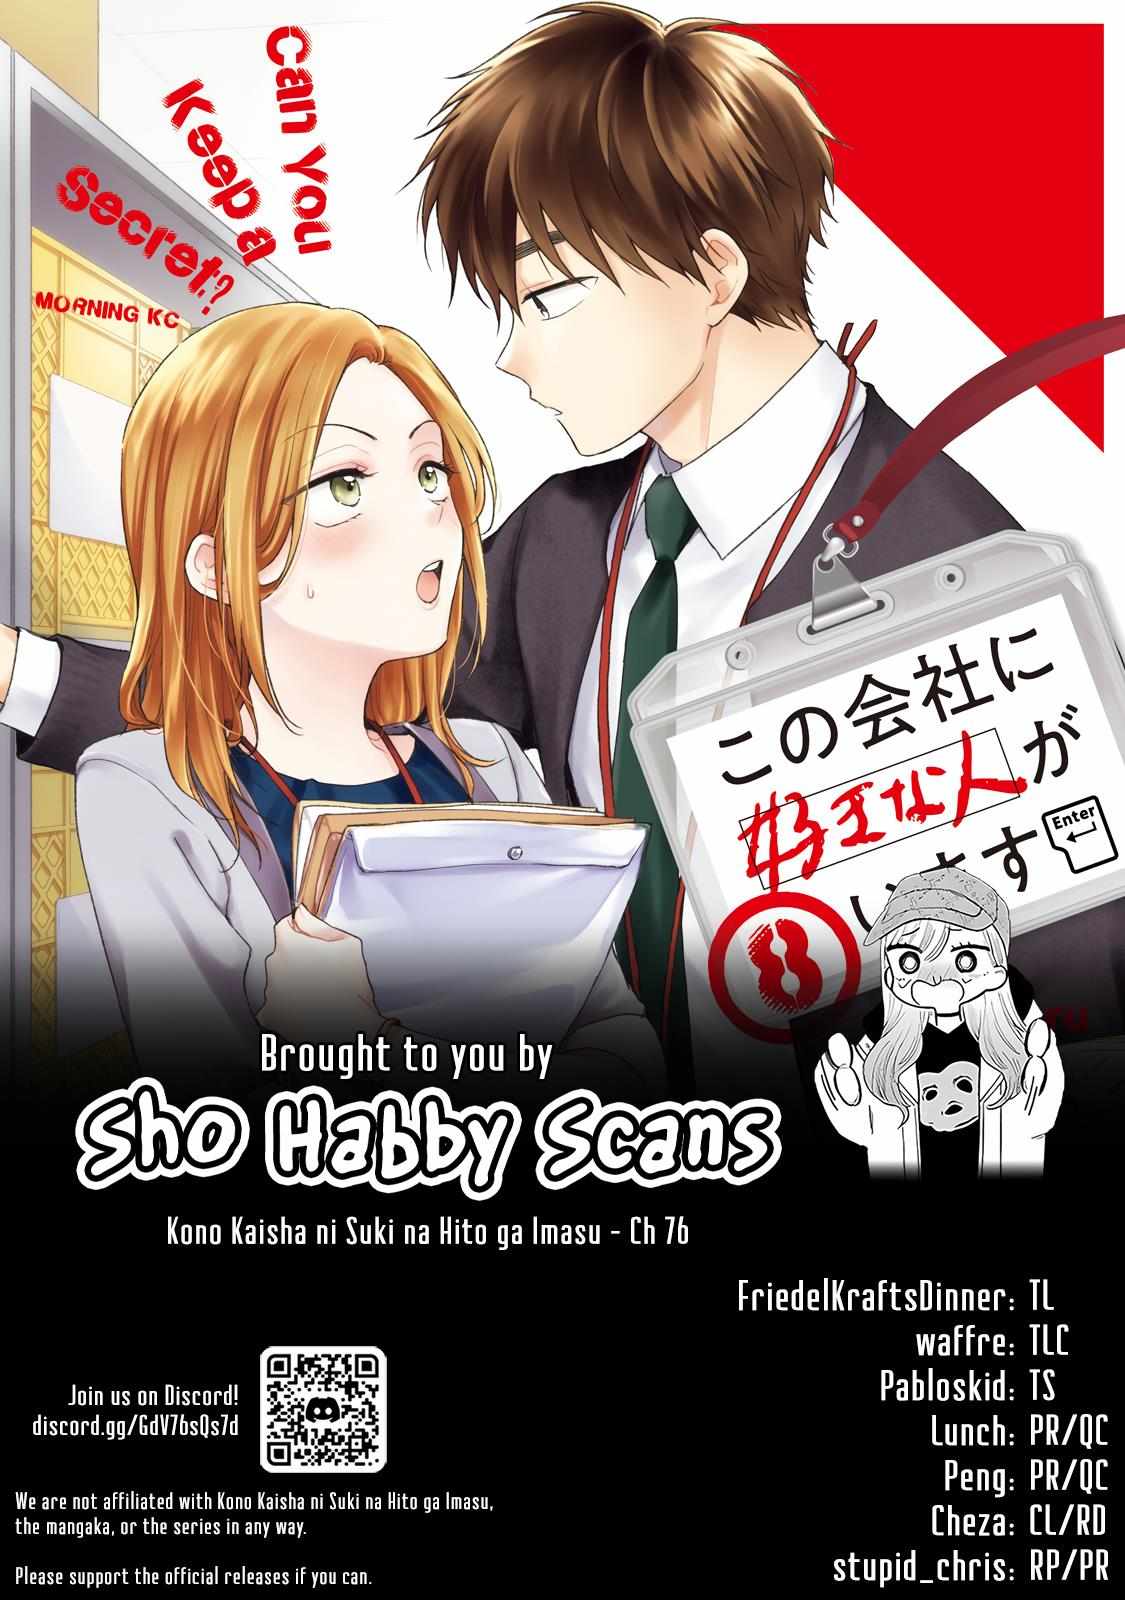 Can You
Keep a
Secret?
MORNING KC
この会社に
好きな人が
います
Enter
8
Brought to you by
Sho Habby Scans
Kono Kaisha ni Suki na Hito ga Imasu - Ch 76
FriedelKraftsDinner: TL
waffre: TLC
Pabloskid: TS
Lunch: PR/QC
Peng: PR/QC
Cheza: CL/RD
stupid_chris: RP/PR
Join us on Discord!
discord.gg/GdV76sQs7d
We are not affiliated with Kono Kaisha ni Suki na Hito ga Imasu,
the mangaka, or the series in any way.
Please support the official releases if you can.